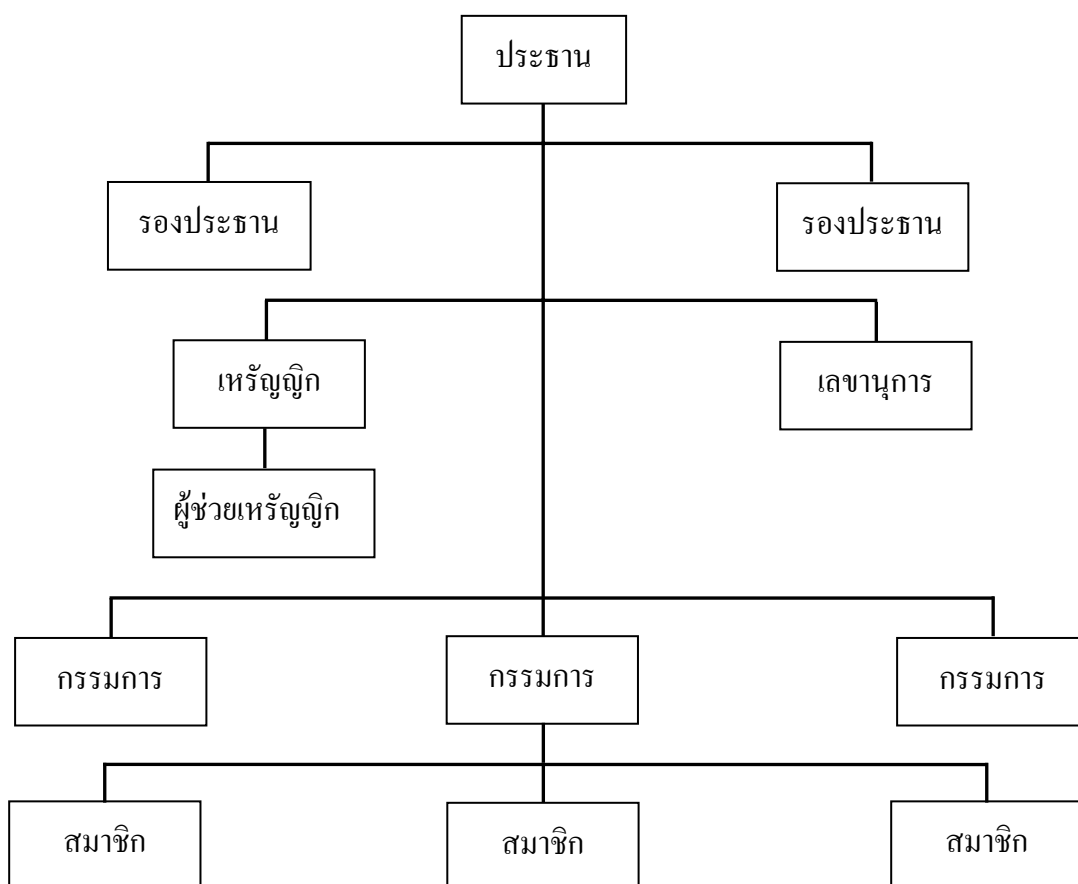 ประธาน
รองประธาน
รองประธาน
เหรัญญิก
เลขานุการ
ผู้ช่วยเหรัญญิก
กรรมการ
กรรมการ
กรรมการ
สมาชิก
สมาชิก
สมาชิก